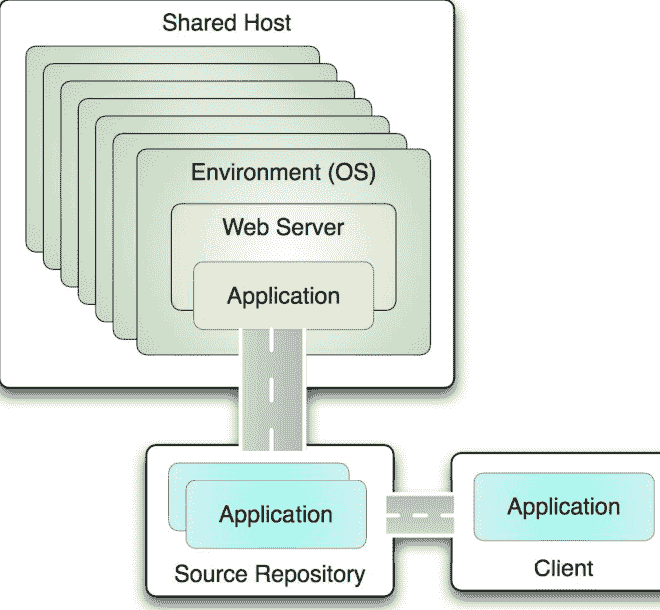 Shared Host
Environment (OS)
Web Server
Application
Application
Application
Source Repository
Client